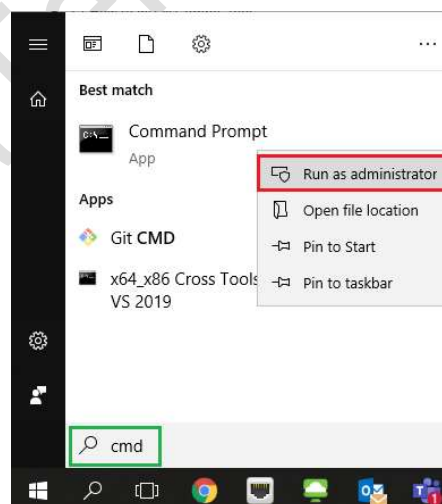 Best match
Command Prompt
App
Run as administrator
Apps
Open file location
Git CMD
Pin to Start
x64_x86 Cross Tools
VS 2019
Pin to taskbar
cmd